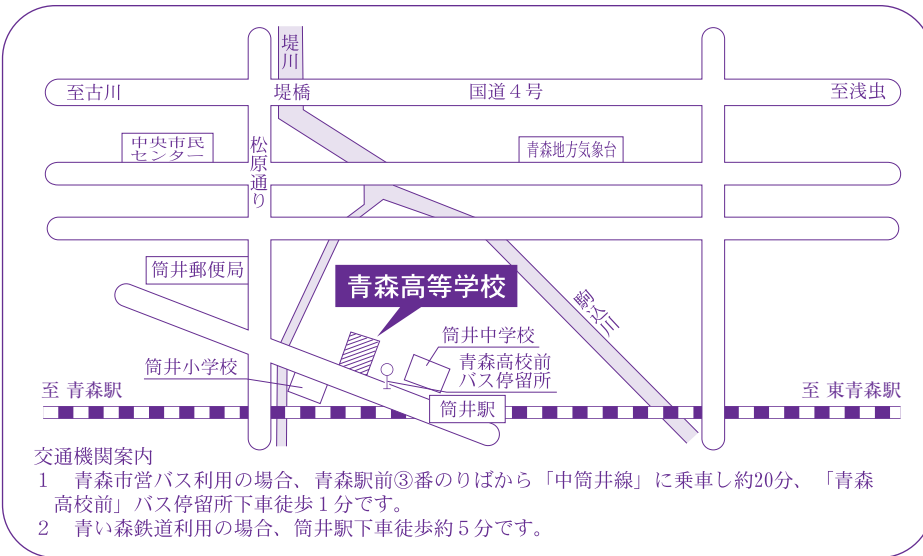 堤川
至古川
堤橋
国道４号
至浅虫
中央市民
センター
松原通り
青森地方気象台
筒井郵便局
青森高等学校
駒込川
筒井中学校
筒井小学校
青森高校前
バス停留所
至 青森駅
至 東青森駅
筒井駅
交通機関案内
１　青森市営バス利用の場合、青森駅前③番のりばから「中筒井線」に乗車し約20分、「青森
高校前」バス停留所下車徒歩１分です。
２　青い森鉄道利用の場合、筒井駅下車徒歩約５分です。